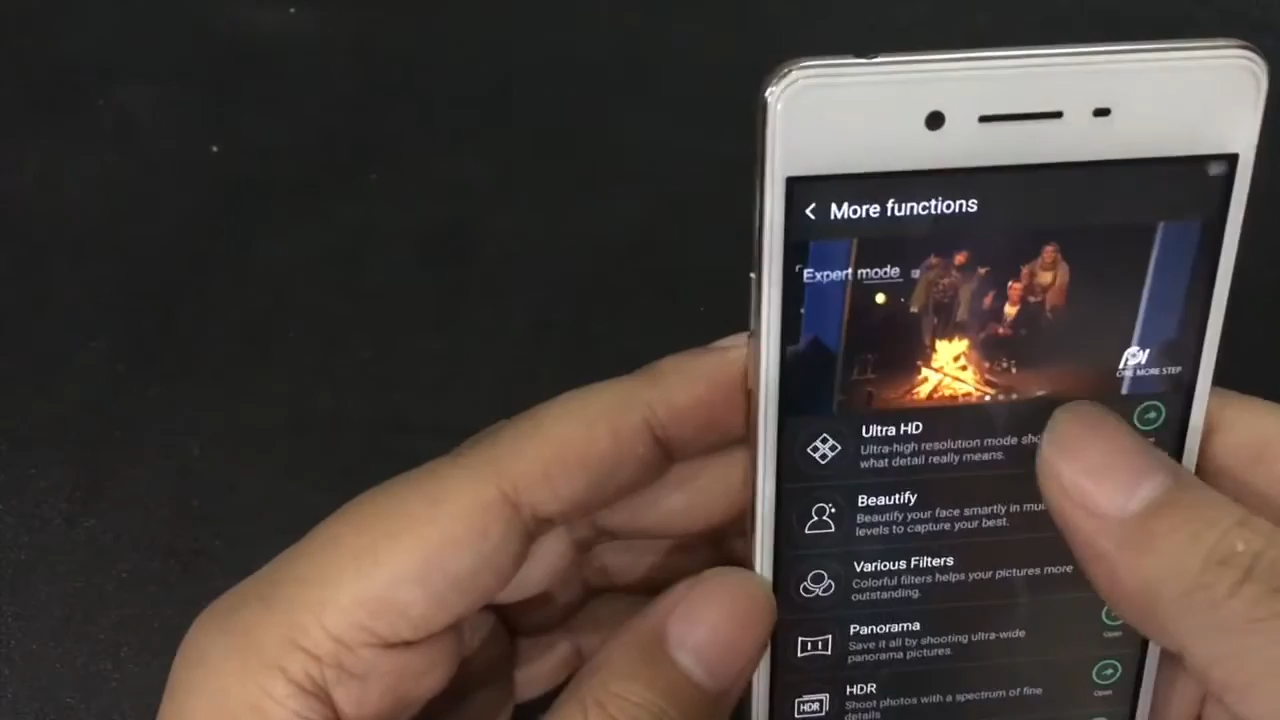 More functions
Expert mode
ONE MORE STEP
Ultra HD
Ultra-high resolution mode
what detail really means.
Beautify
Beautify your face smartly in
levels to capture your best.
Various Filters
Colorful filters helps your pictures more
outstanding.
Panorama
Save it all by shooting ultra-wide
panorama pictures.
Open
HDR
HDR
Shoot photos with a spectrum of fine
details
Open